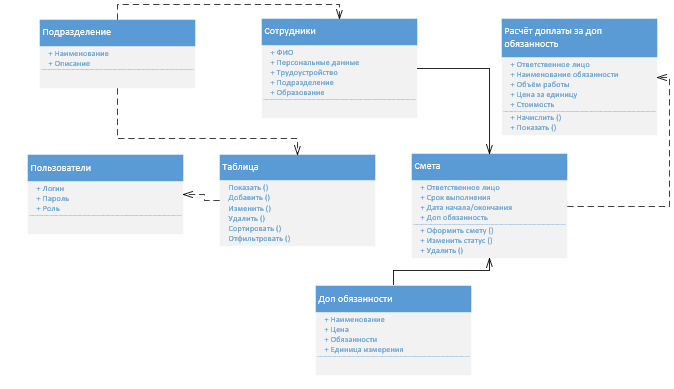 Подразделение
+ Наименование
+ Описание
Сотрудники
+ ФИО
+ Персональные данные
+ Трудоустройство
+ Подразделение
+ Образование
Расчёт доплаты за доп
обязанность
+ Ответственное лицо
+ Наименование обязанности
+ Объём работы
+ Цена за единицу
+ Стоимость
+ Начислить ()
+ Показать ()
Пользователи
+ Логин
+ Пароль
+ Роль
Таблица
Показать ()
Добавить ()
Изменить ()
Удалить ()
Сортировать ()
Отфильтровать ()
Смета
+ Ответственное лицо
+ Срок выполнения
+ Дата начала/окончания
+ Доп обязанность
+ Оформить смету ()
+ Изменить статус ()
+ Удалить ()
Доп обязанности
+ Наименование
+ Цена
+ Обязанности
+ Единица измерения